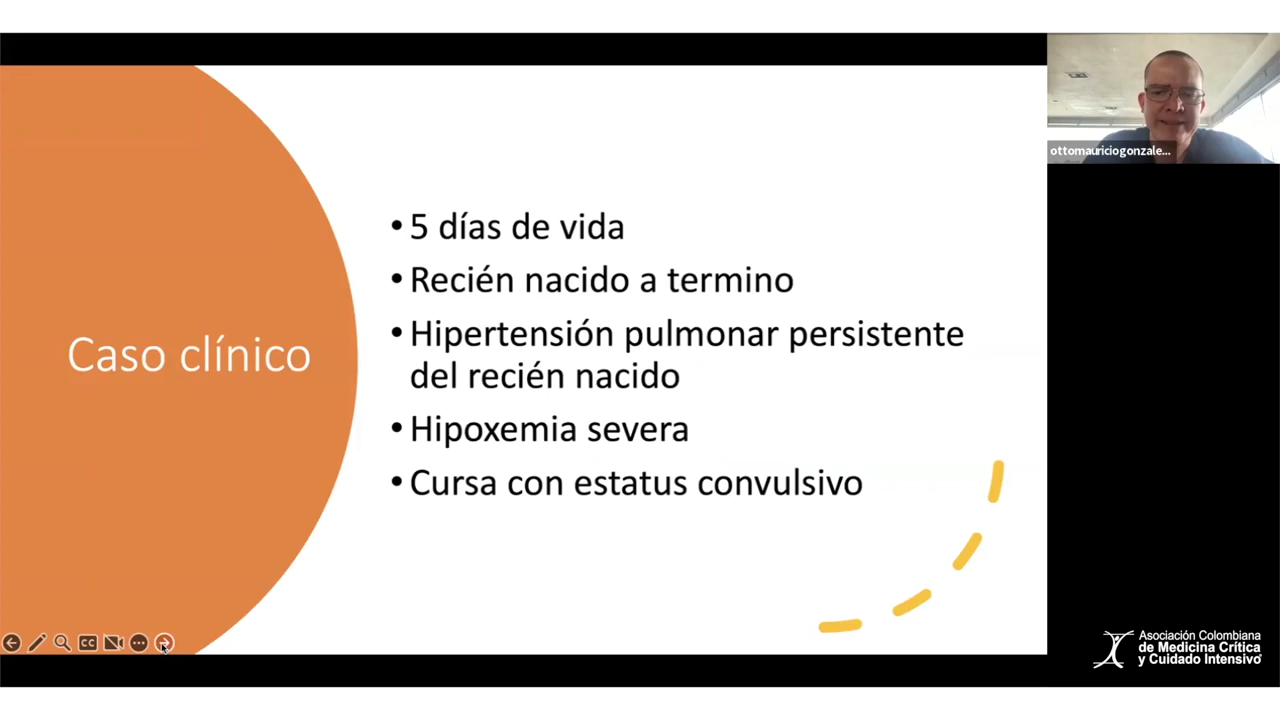 ottomauriciogonzale...
Caso clínico
• 5 días de vida
• Recién nacido a termino
• Hipertensión pulmonar persistente
del recién nacido
• Hipoxemia severa
• Cursa con estatus convulsivo
CC
Asociación Colombiana
de Medicina Crítica
y Cuidado Intensivo